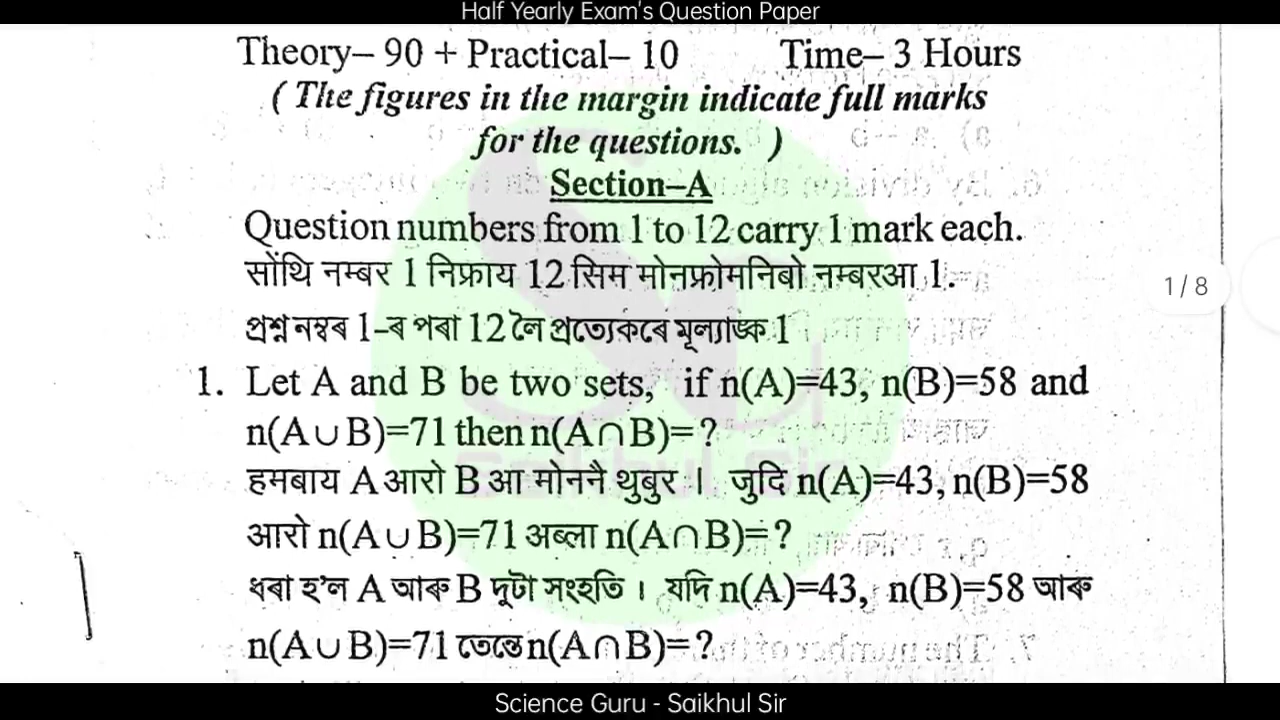 Half Yearly Exam's Question Paper
Theory– 90 + Practical– 10 Time– 3 Hours
( The figures in the margin indicate full marks
for the questions. )
Section–A
Question numbers from 1 to 12 carry 1 mark each.
सोंथि नम्बर 1 निफ्राय 12 सिम मोनफ्रोमनिबो नम्बरआ 1.
1 / 8
প্ৰশ্ন নম্বৰ 1-ৰ পৰা 12 লৈ প্ৰত্যেকৰে মূল্যাঙ্ক 1
1. Let A and B be two sets, if n(A)=43, n(B)=58 and
n(A∪B)=71 then n(A∩B)= ?
हमबाय A आरो B आ मोननै थुबुर । जुदि n(A)=43, n(B)=58
आरो n(A∪B)=71 अब्ला n(A∩B)= ?
ধৰা হ'ল A আৰু B দুটা সংহতি । যদি n(A)=43, n(B)=58 আৰু
n(A∪B)=71 তেন্তে n(A∩B)= ?
Science Guru - Saikhul Sir